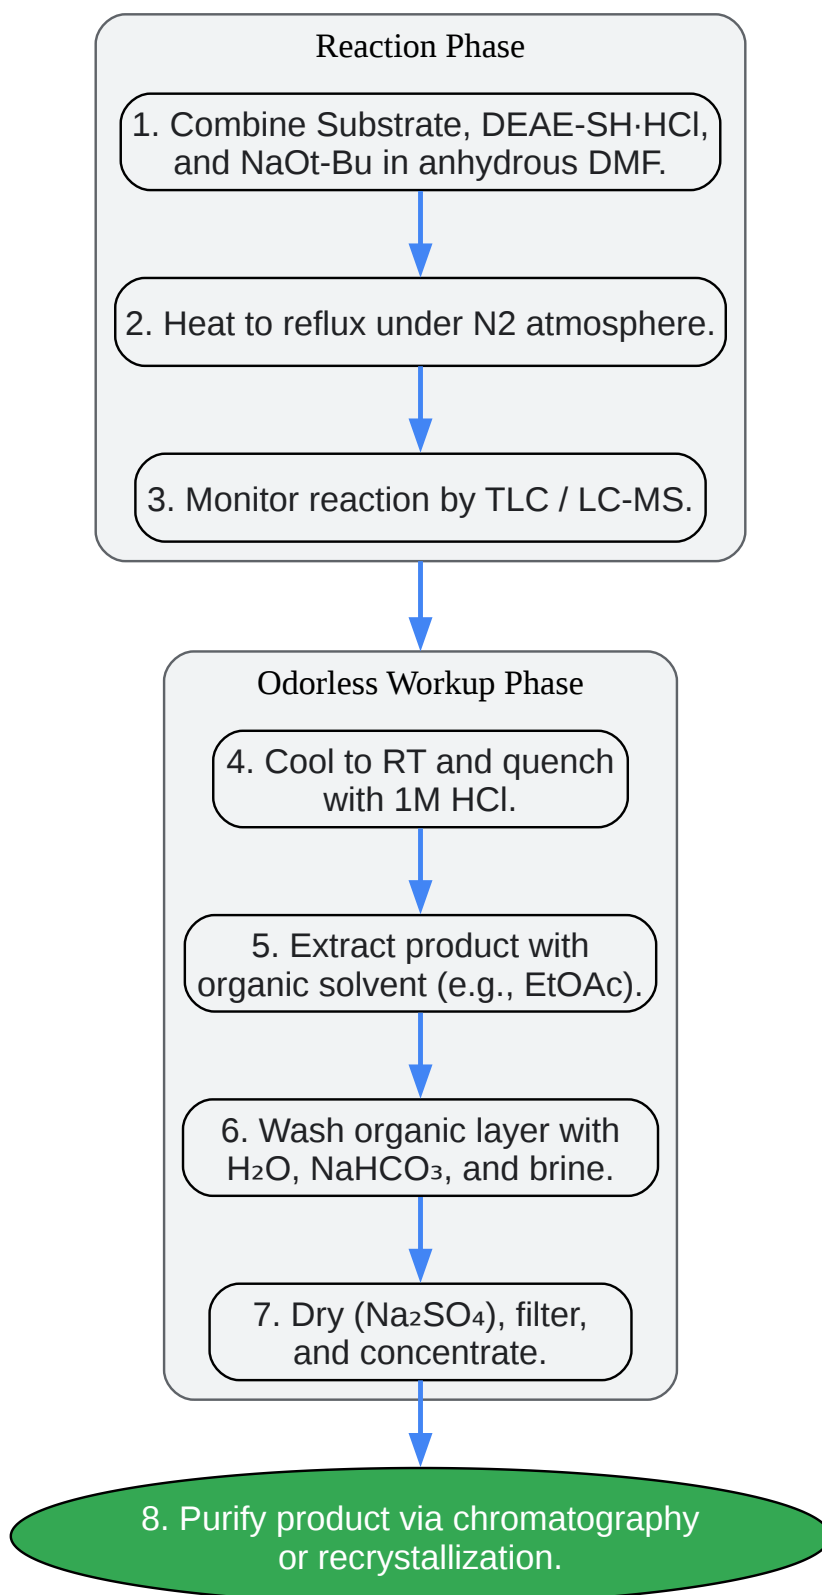 Reaction Phase
1. Combine Substrate, DEAE-SH·HCl,
and NaOt-Bu in anhydrous DMF.
2. Heat to reflux under N2 atmosphere.
3. Monitor reaction by TLC / LC-MS.
Odorless Workup Phase
4. Cool to RT and quench
with 1M HCl.
5. Extract product with
organic solvent (e.g., EtOAc).
6. Wash organic layer with
H₂O, NaHCO₃, and brine.
7. Dry (Na₂SO₄), filter,
and concentrate.
8. Purify product via chromatography
or recrystallization.